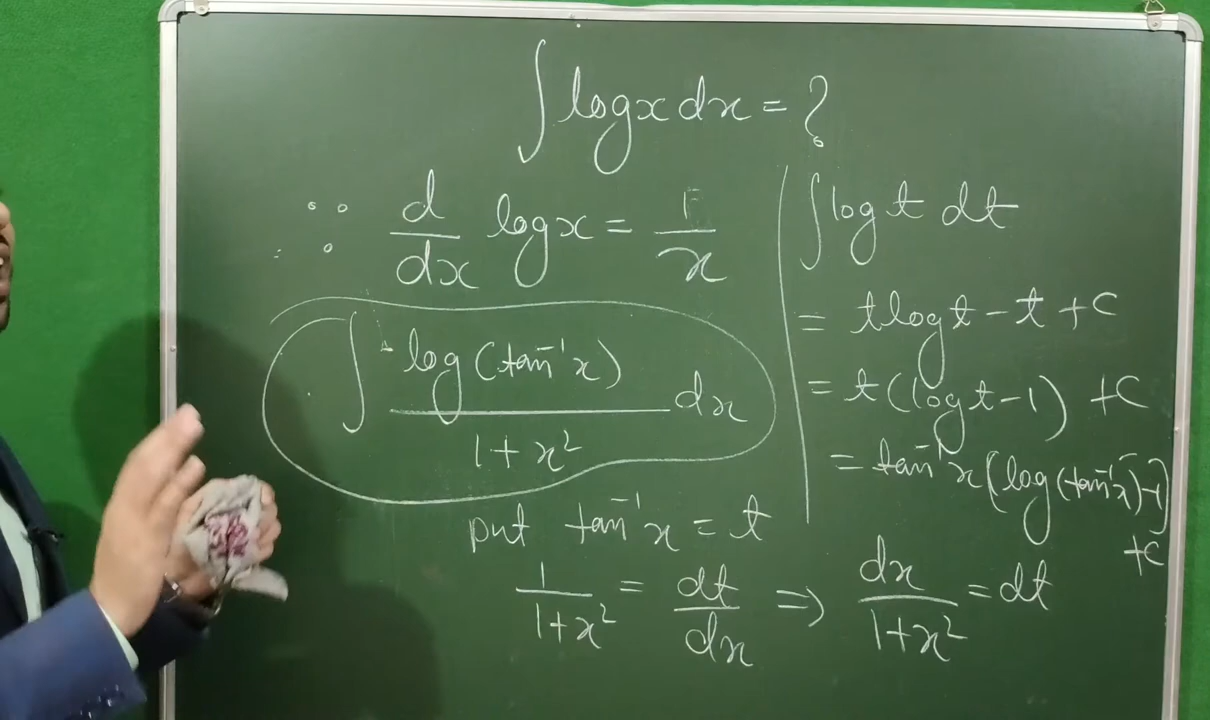 ∫ log x dx = ?
∵ d/dx log x = 1/x
∫ log(tan⁻¹x)/(1+x²) dx
put tan⁻¹x = t
1/(1+x²) = dt/dx ⇒ dx/(1+x²) = dt
∫ log t dt
= t log t - t + c
= t(log t - 1) + c
= tan⁻¹x [log(tan⁻¹x) - 1]
+ c